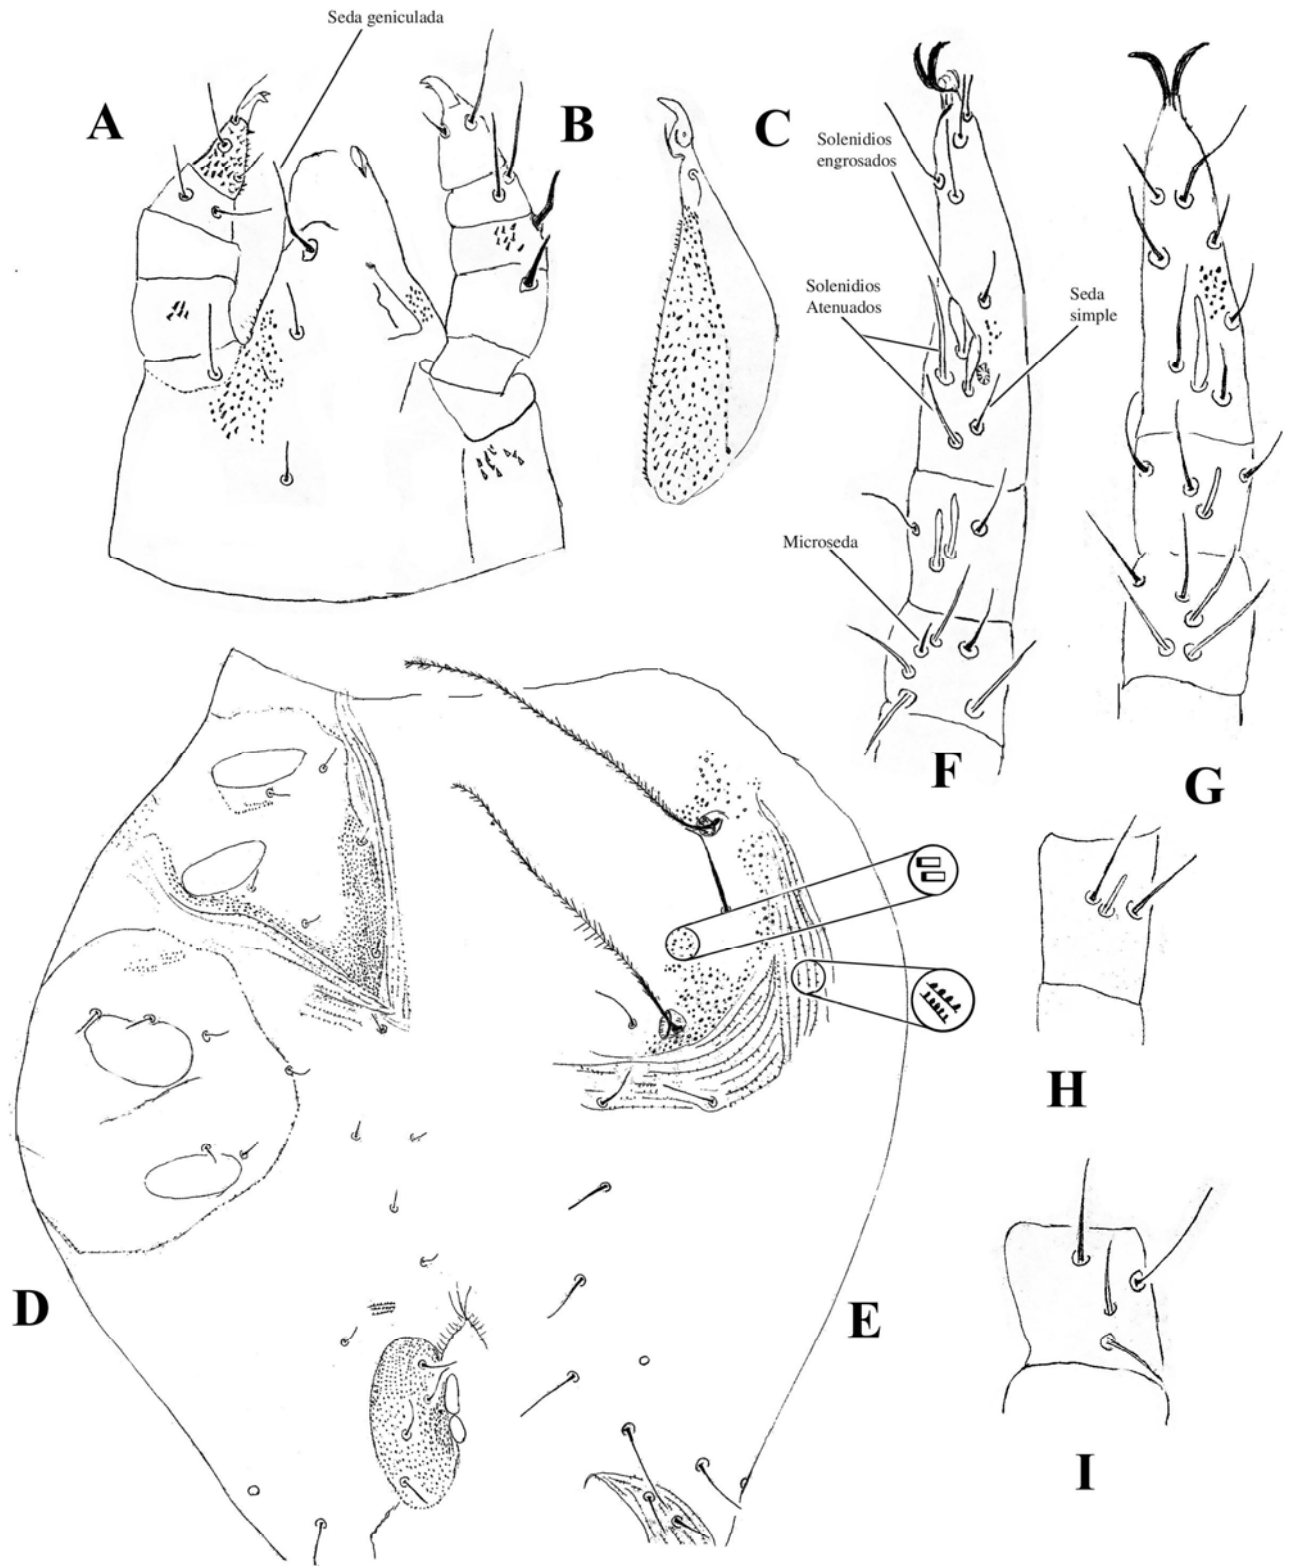 Seda geniculada
A
B
C
Solenidios
engrosados
Solenidios
Atenuados
Seda
simple
Microseda
F
G
H
D
E
I